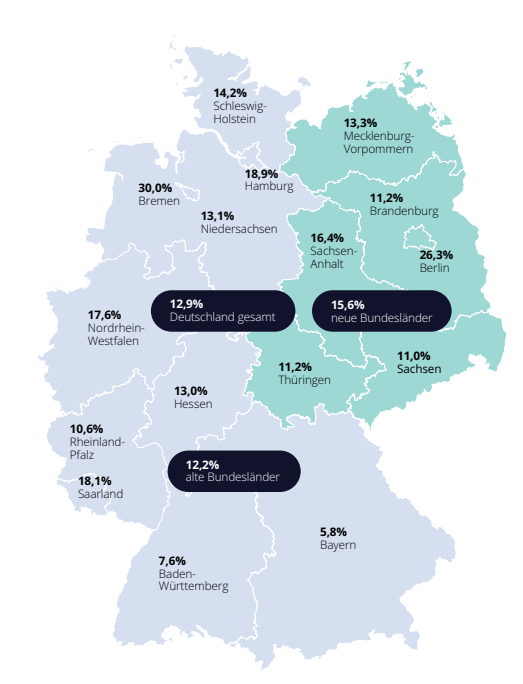 14,2%
Schleswig-
Holstein
13,3%
Mecklenburg-
Vorpommern
18,9%
Hamburg
30,0%
Bremen
11,2%
Brandenburg
13,1%
Niedersachsen
16,4%
Sachsen-
Anhalt
26,3%
Berlin
12,9%
Deutschland gesamt
15,6%
neue Bundesländer
17,6%
Nordrhein-
Westfalen
11,0%
Sachsen
11,2%
Thüringen
13,0%
Hessen
10,6%
Rheinland-
Pfalz
12,2%
alte Bundesländer
18,1%
Saarland
5,8%
Bayern
7,6%
Baden-
Württemberg